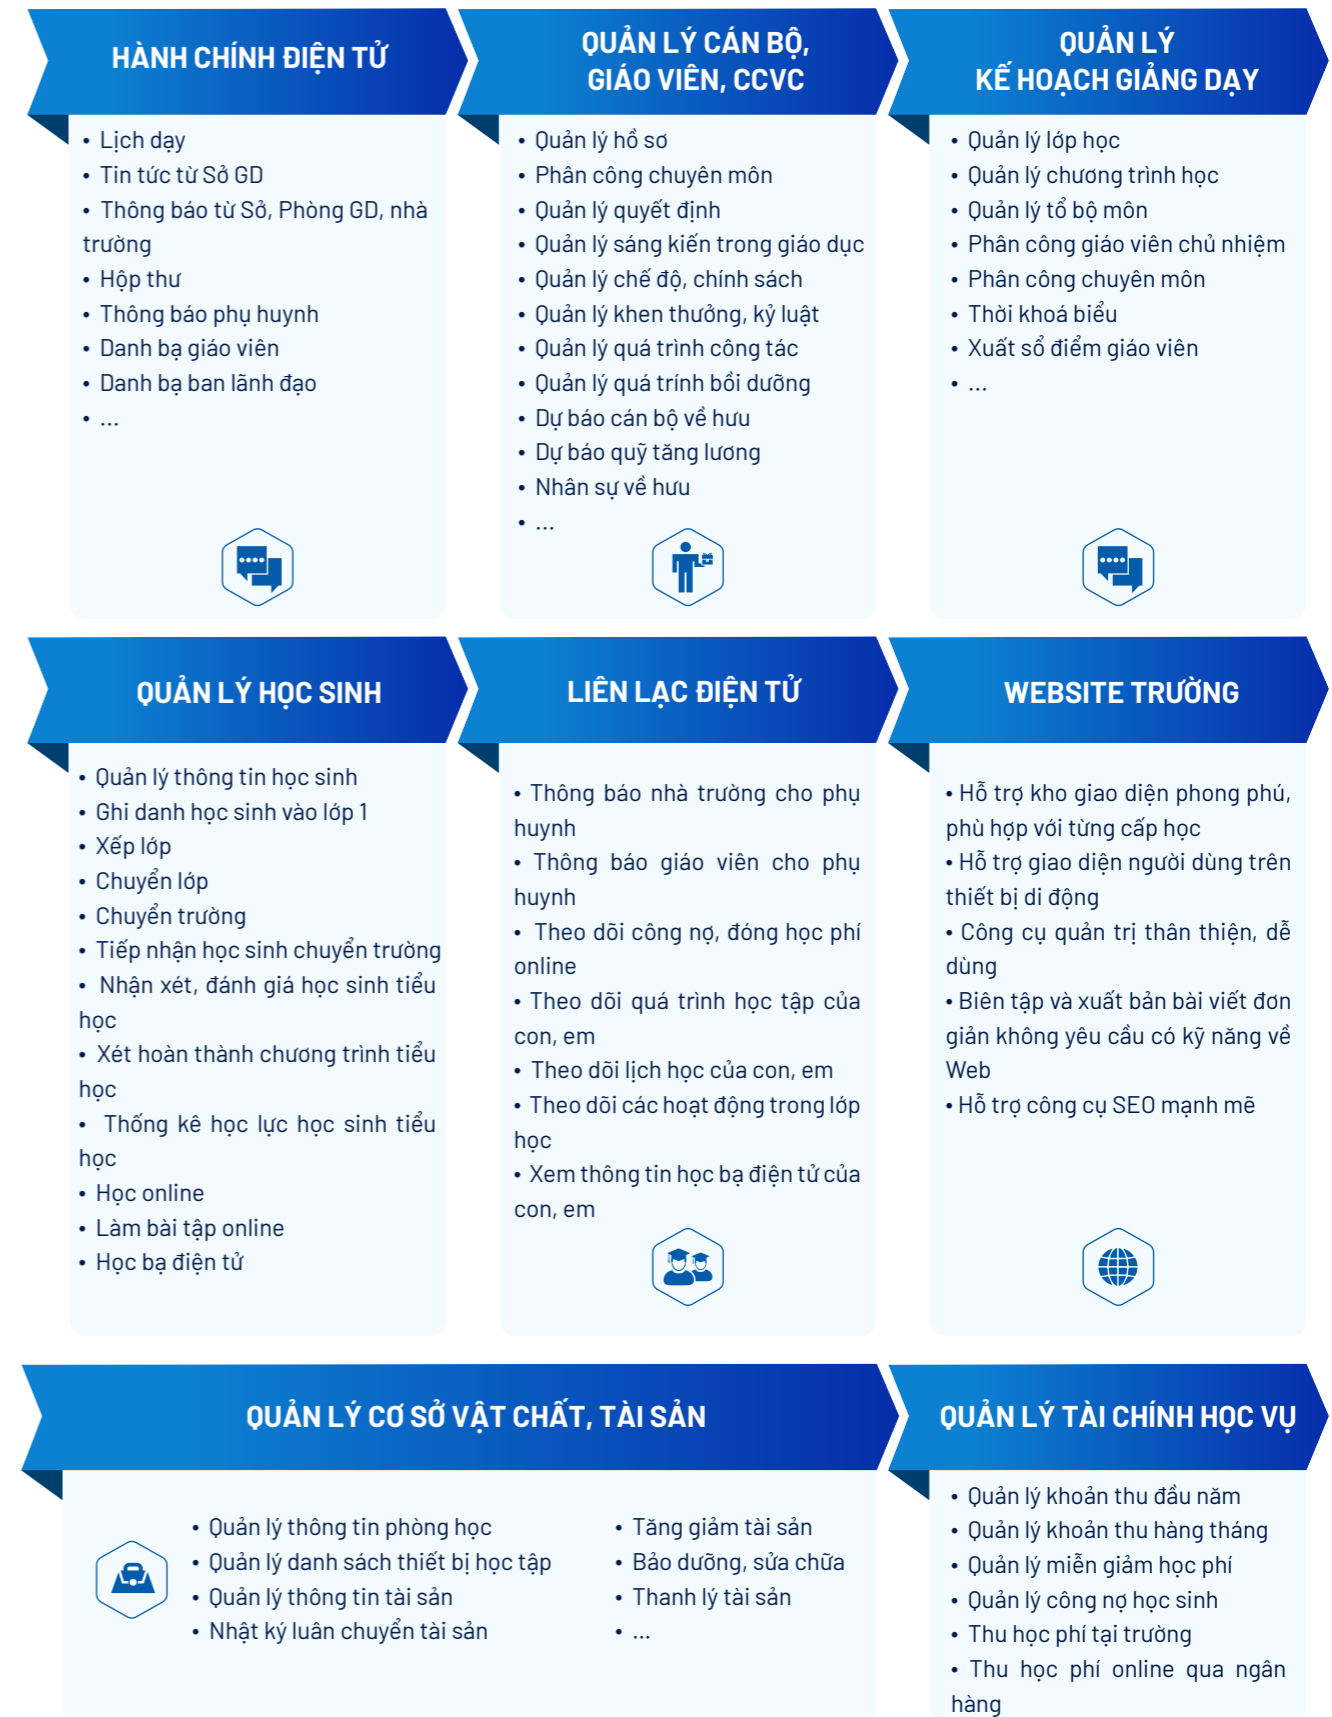 HÀNH CHÍNH ĐIỆN TỬ
• Lịch dạy
• Tin tức từ Sở GD
• Thông báo từ Sở, Phòng GD, nhà
trường
• Hộp thư
• Thông báo phụ huynh
• Danh bạ giáo viên
• Danh bạ ban lãnh đạo
• ...
QUẢN LÝ CÁN BỘ,
GIÁO VIÊN, CCVC
• Quản lý hồ sơ
• Phân công chuyên môn
• Quản lý quyết định
• Quản lý sáng kiến trong giáo dục
• Quản lý chế độ, chính sách
• Quản lý khen thưởng, kỷ luật
• Quản lý quá trình công tác
• Quản lý quá trính bồi dưỡng
• Dự báo cán bộ về hưu
• Dự báo quỹ tăng lương
• Nhân sự về hưu
• ...
QUẢN LÝ
KẾ HOẠCH GIẢNG DẠY
• Quản lý lớp học
• Quản lý chương trình học
• Quản lý tổ bộ môn
• Phân công giáo viên chủ nhiệm
• Phân công chuyên môn
• Thời khoá biểu
• Xuất sổ điểm giáo viên
• ...
QUẢN LÝ HỌC SINH
• Quản lý thông tin học sinh
• Ghi danh học sinh vào lớp 1
• Xếp lớp
• Chuyển lớp
• Chuyển trường
• Tiếp nhận học sinh chuyển trường
• Nhận xét, đánh giá học sinh tiểu
học
• Xét hoàn thành chương trình tiểu
học
• Thống kê học lực học sinh tiểu
học
• Học online
• Làm bài tập online
• Học bạ điện tử
LIÊN LẠC ĐIỆN TỬ
• Thông báo nhà trường cho phụ
huynh
• Thông báo giáo viên cho phụ
huynh
• Theo dõi công nợ, đóng học phí
online
• Theo dõi quá trình học tập của
con, em
• Theo dõi lịch học của con, em
• Theo dõi các hoạt động trong lớp
học
• Xem thông tin học bạ điện tử của
con, em
WEBSITE TRƯỜNG
• Hỗ trợ kho giao diện phong phú,
phù hợp với từng cấp học
• Hỗ trợ giao diện người dùng trên
thiết bị di động
• Công cụ quản trị thân thiện, dễ
dùng
• Biên tập và xuất bản bài viết đơn
giản không yêu cầu có kỹ năng về
Web
• Hỗ trợ công cụ SEO mạnh mẽ
QUẢN LÝ CƠ SỞ VẬT CHẤT, TÀI SẢN
• Quản lý thông tin phòng học
• Quản lý danh sách thiết bị học tập
• Quản lý thông tin tài sản
• Nhật ký luân chuyển tài sản
• Tăng giảm tài sản
• Bảo dưỡng, sửa chữa
• Thanh lý tài sản
• ...
QUẢN LÝ TÀI CHÍNH HỌC VỤ
• Quản lý khoản thu đầu năm
• Quản lý khoản thu hàng tháng
• Quản lý miễn giảm học phí
• Quản lý công nợ học sinh
• Thu học phí tại trường
• Thu học phí online qua ngân
hàng